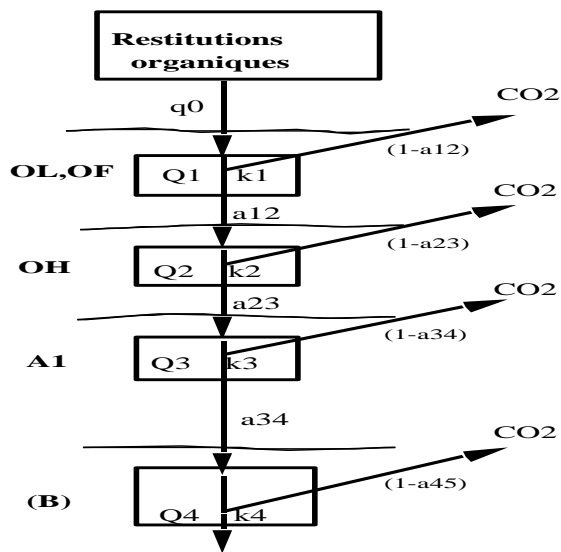 Restitutions
organiques
q0
CO2
(1-a12)
OL,OF
Q1 k1
a12
CO2
(1-a23)
OH
Q2 k2
a23
CO2
(1-a34)
A1
Q3 k3
a34
CO2
(1-a45)
(B)
Q4 k4